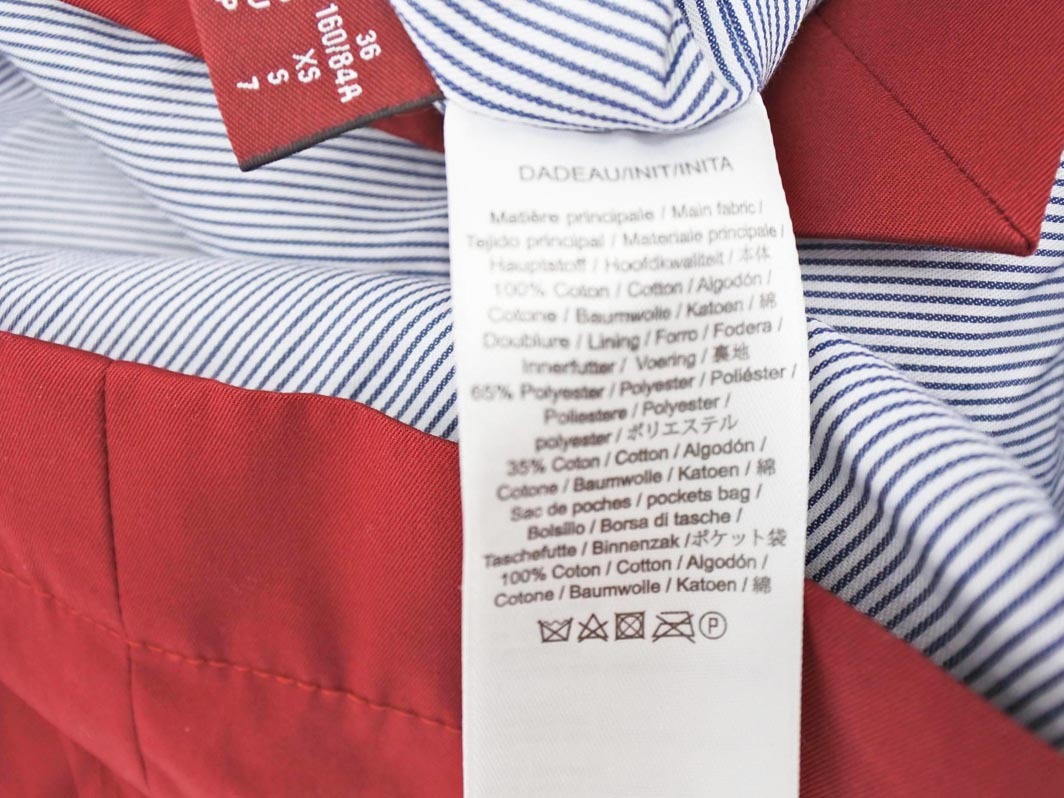 36
160/84A
XS
S
7
DADEAU/INIT/INITA
Matière principale / Main fabric /
Tejido principal / Materiale principale /
Hauptstoff / Hoofdkwaliteit / 本体
100% Coton / Cotton / Algodón /
Cotone / Baumwolle / Katoen / 綿
Doublure / Lining / Forro / Fodera /
Innerfutter / Voering / 裏地
65% Polyester / Polyester / Poliéster /
Poliestere / Polyester /
polyester / ポリエステル
35% Coton / Cotton / Algodón /
Cotone / Baumwolle / Katoen / 綿
Sac de poches / pockets bag /
Bolsillo / Borsa di tasche /
Taschefutte / Binnenzak /ポケット袋
100% Coton / Cotton / Algodón /
Cotone / Baumwolle / Katoen / 綿
P